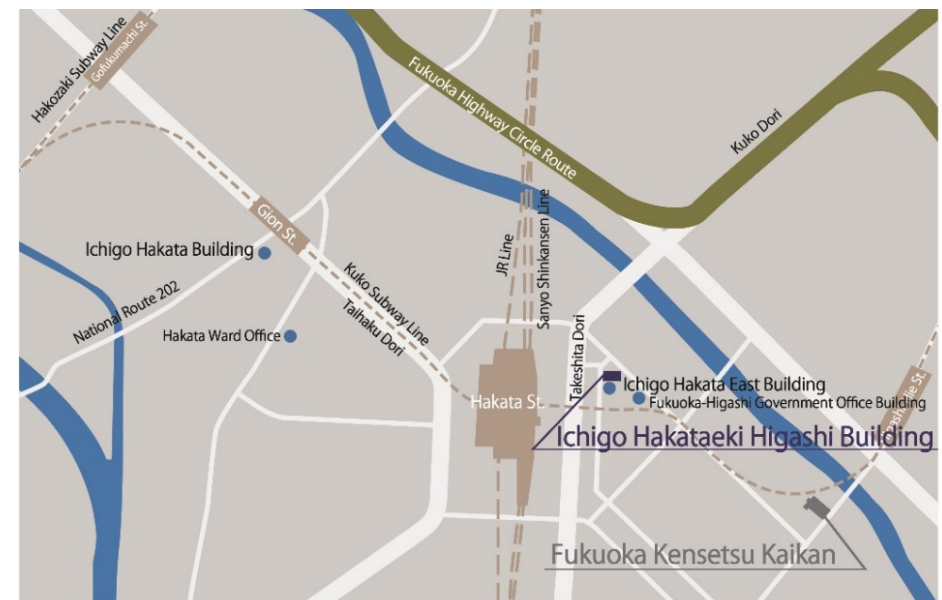 Hakozaki Subway Line
Gofukumachi St.
Fukuoka Highway Circle Route
Kuko Dori
Gion St.
Ichigo Hakata Building
JR Line
Sanyo Shinkansen Line
National Route 202
Kuko Subway Line
Taihaku Dori
Hakata Ward Office
Takeshita Dori
Ichigo Hakata East Building
Hakata St.
Fukuoka-Higashi Government Office Building
Ichigo Hakataeki Higashi Building
Fukuoka Kensetsu Kaikan